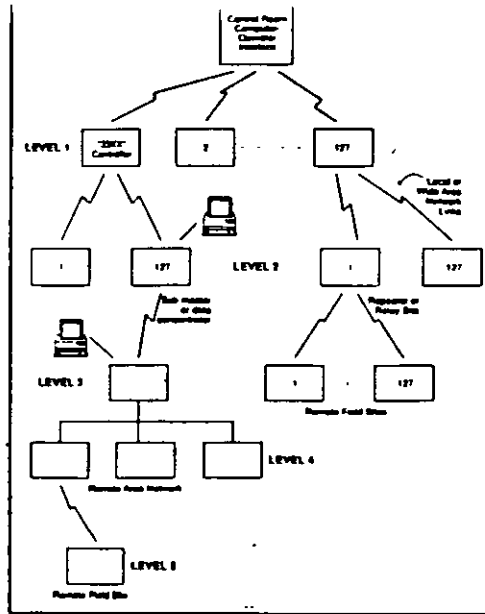 Control Room
Computer
Operator
Interface
LEVEL 1
Controller
2
127
Local or
Wide Area
Network
Links
1
127
LEVEL 2
1
127
Sub master
or data
concentrator
Repeater or
Relay Site
LEVEL 3
1
127
Remote Field Sites
LEVEL 4
Remote Area Network
LEVEL 5
Remote Field Site